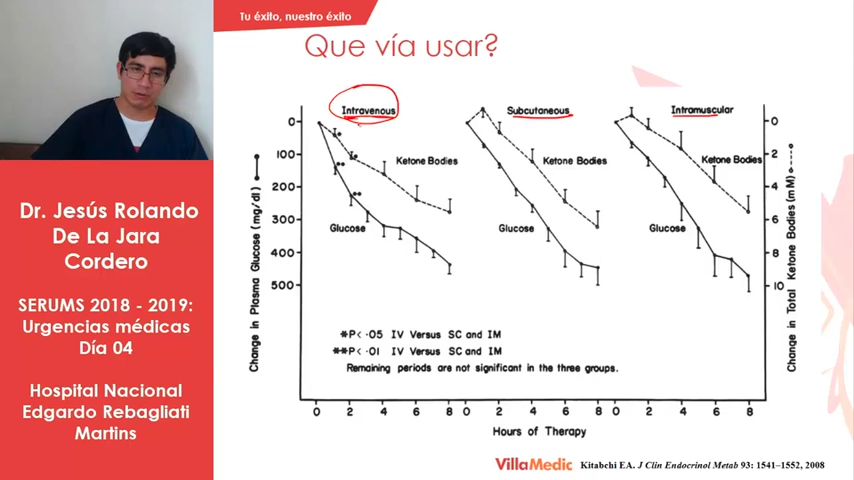 Tu éxito, nuestro éxito
Que vía usar?
Dr. Jesús Rolando
De La Jara
Cordero
SERUMS 2018 - 2019:
Urgencias médicas
Día 04
Hospital Nacional
Edgardo Rebagliati
Martins
Change in Plasma Glucose (mg/dl)
0
100
200
300
400
500
Intravenous
Ketone Bodies
Glucose
Subcutaneous
Ketone Bodies
Glucose
Intramuscular
Ketone Bodies
Glucose
0
2
4
6
8
10
Change in Total Ketone Bodies (mM)
*P< .05 IV Versus SC and IM
**P< .01 IV Versus SC and IM
Remaining periods are not significant in the three groups.
0 2 4 6 8 0 2 4 6 8 0 2 4 6 8
Hours of Therapy
VillaMedic
Kitabchi EA. J Clin Endocrinol Metab 93: 1541–1552, 2008